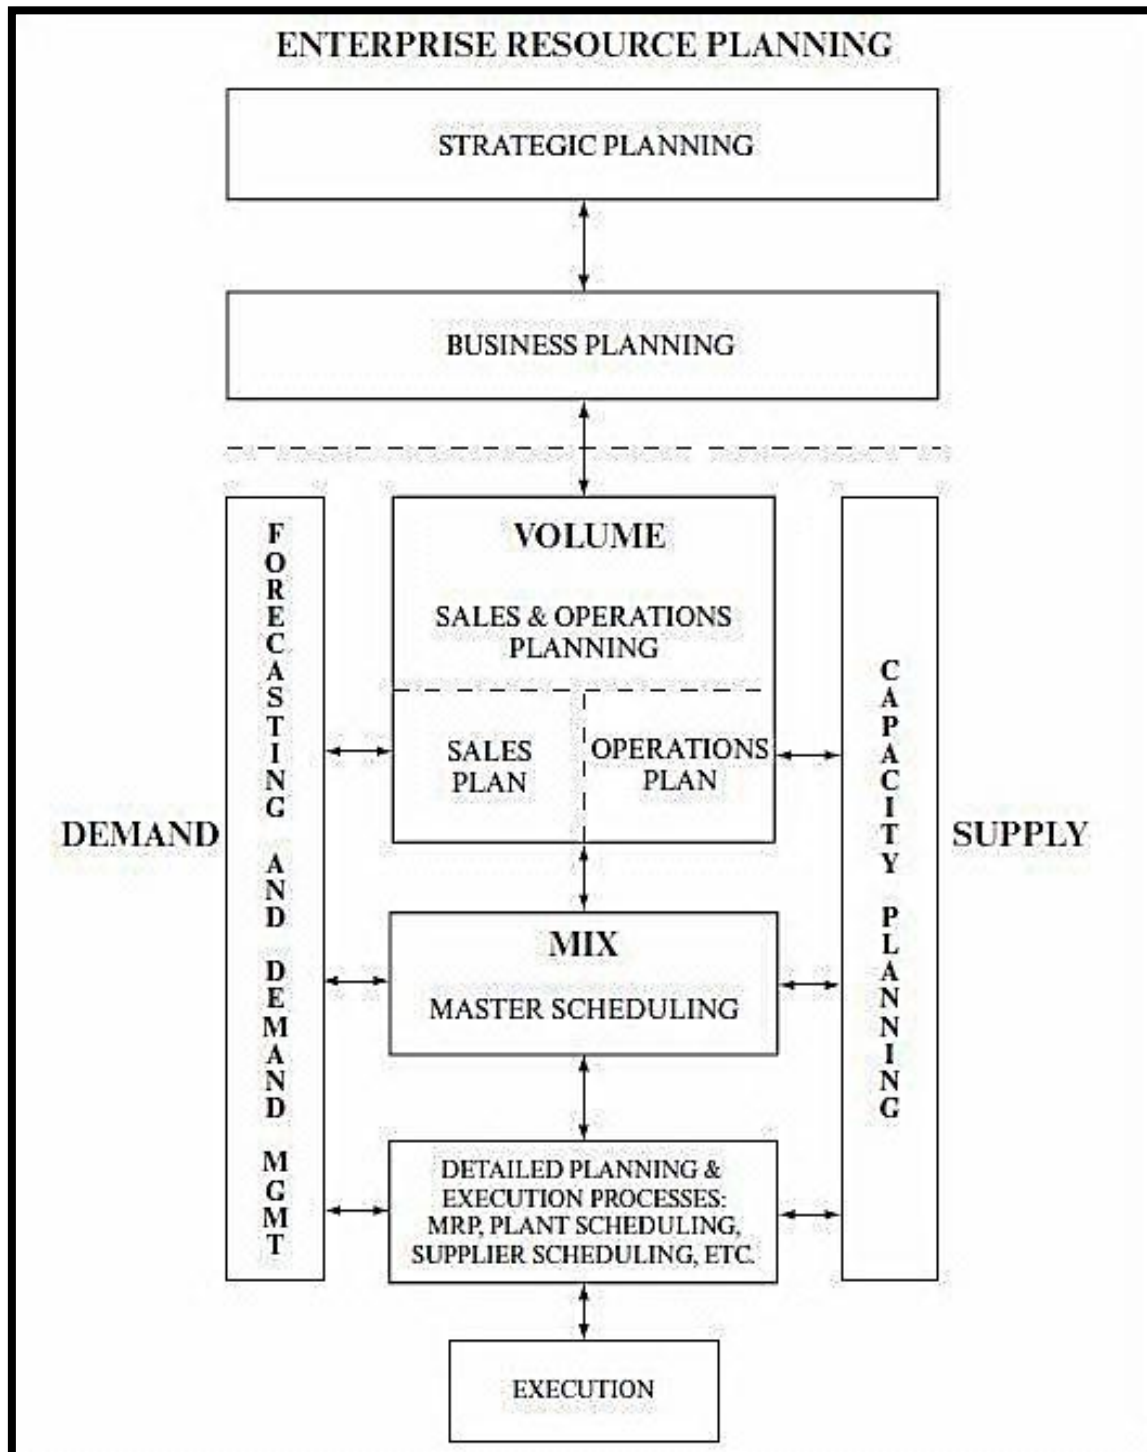 ENTERPRISE RESOURCE PLANNING
STRATEGIC PLANNING
BUSINESS PLANNING
VOLUME
SALES & OPERATIONS
PLANNING
SALES
PLAN
OPERATIONS
PLAN
DEMAND
FORECASTING AND DEMAND MGMT
CAPACITY PLANNING
SUPPLY
MIX
MASTER SCHEDULING
DETAILED PLANNING &
EXECUTION PROCESSES:
MRP, PLANT SCHEDULING,
SUPPLIER SCHEDULING, ETC.
EXECUTION